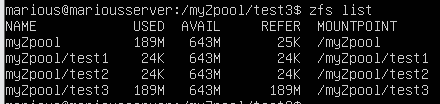 marious@mariousserver:/myZpool/test3$ zfs list
NAME USED AVAIL REFER MOUNTPOINT
myZpool 189M 643M 25K /myZpool
myZpool/test1 24K 643M 24K /myZpool/test1
myZpool/test2 24K 643M 24K /myZpool/test2
myZpool/test3 189M 643M 189M /myZpool/test3